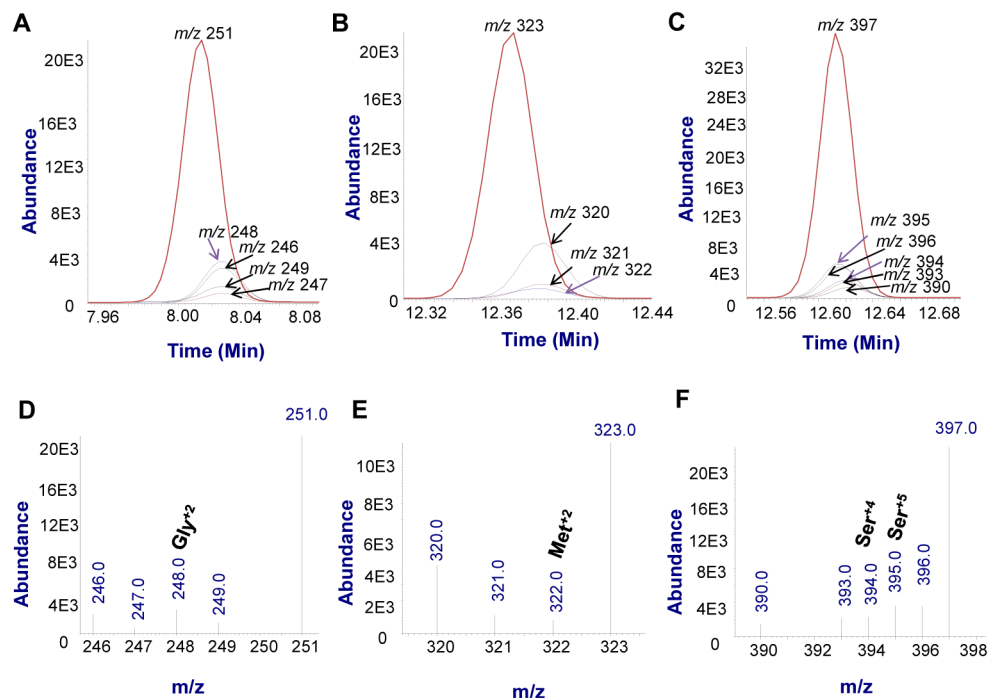 A
m/z 251
20E3
16E3
12E3
8E3
4E3
0
Abundance
m/z 248
m/z 246
m/z 249
m/z 247
7.96
8.00
8.04
8.08
Time (Min)
B
m/z 323
20E3
16E3
12E3
8E3
4E3
0
Abundance
m/z 320
m/z 321
m/z 322
12.32
12.36
12.40
12.44
Time (Min)
C
m/z 397
32E3
28E3
24E3
20E3
16E3
12E3
8E3
4E3
0
Abundance
m/z 395
m/z 396
m/z 394
m/z 393
m/z 390
12.56
12.60
12.64
12.68
Time (Min)
D
251.0
20E3
16E3
12E3
8E3
4E3
0
Abundance
246.0
247.0
Gly+2
248.0
249.0
246
247
248
249
250
251
m/z
E
323.0
10E3
8E3
6E3
4E3
2E3
0
Abundance
320.0
321.0
Met+2
322.0
320
321
322
323
m/z
F
397.0
20E3
16E3
12E3
8E3
4E3
0
Abundance
390.0
393.0
Ser+4
394.0
Ser+5
395.0
396.0
390
392
394
396
398
m/z